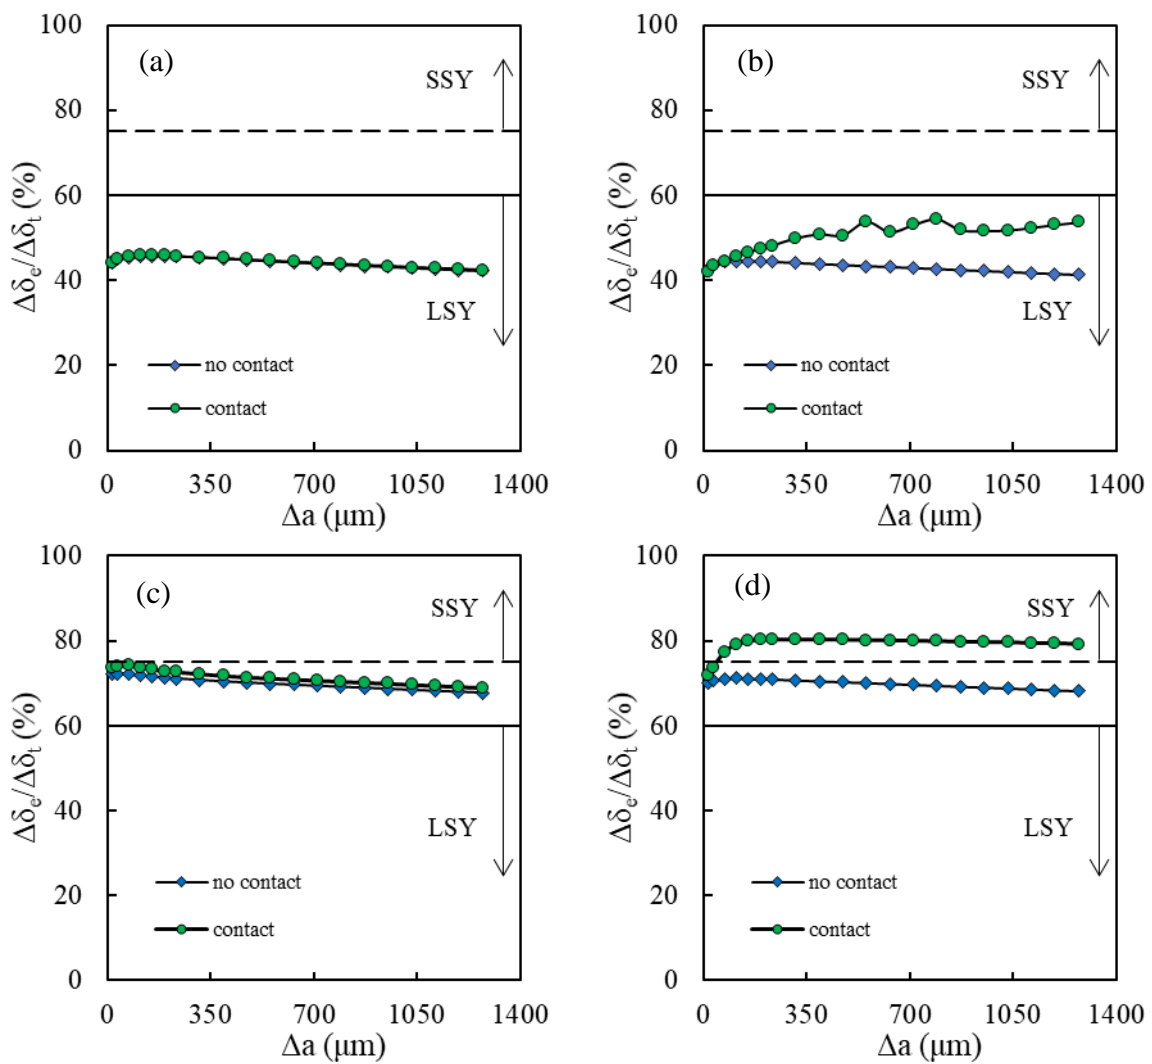 (a)
100
80
60
40
20
0
Δδe/Δδt (%)
SSY
LSY
no contact
contact
0 350 700 1050 1400
Δa (μm)
(b)
100
80
60
40
20
0
Δδe/Δδt (%)
SSY
LSY
no contact
contact
0 350 700 1050 1400
Δa (μm)
(c)
100
80
60
40
20
0
Δδe/Δδt (%)
SSY
LSY
no contact
contact
0 350 700 1050 1400
Δa (μm)
(d)
100
80
60
40
20
0
Δδe/Δδt (%)
SSY
LSY
no contact
contact
0 350 700 1050 1400
Δa (μm)